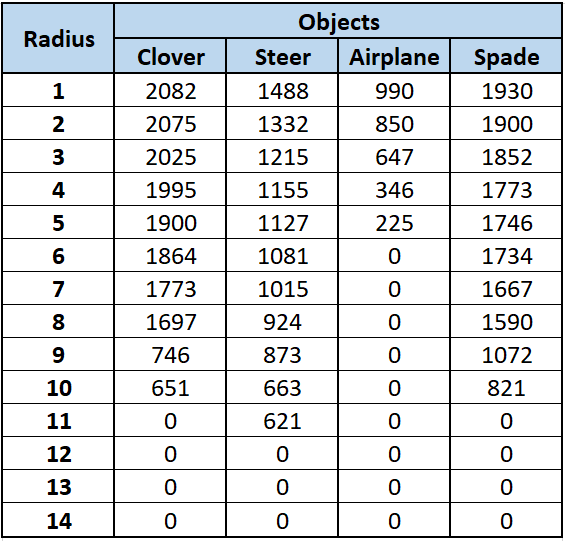 Radius Objects
Clover Steer Airplane Spade
1 2082 1488 990 1930
2 2075 1332 850 1900
3 2025 1215 647 1852
4 1995 1155 346 1773
5 1900 1127 225 1746
6 1864 1081 0 1734
7 1773 1015 0 1667
8 1697 924 0 1590
9 746 873 0 1072
10 651 663 0 821
11 0 621 0 0
12 0 0 0 0
13 0 0 0 0
14 0 0 0 0